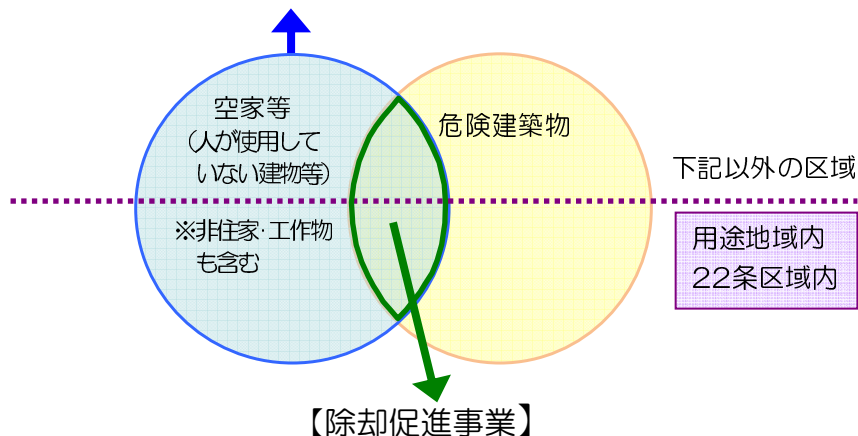 空家等
(人が使用して
いない建物等)
危険建築物
下記以外の区域
※非住家・工作物
も含む
用途地域内
22条区域内
【除却促進事業】